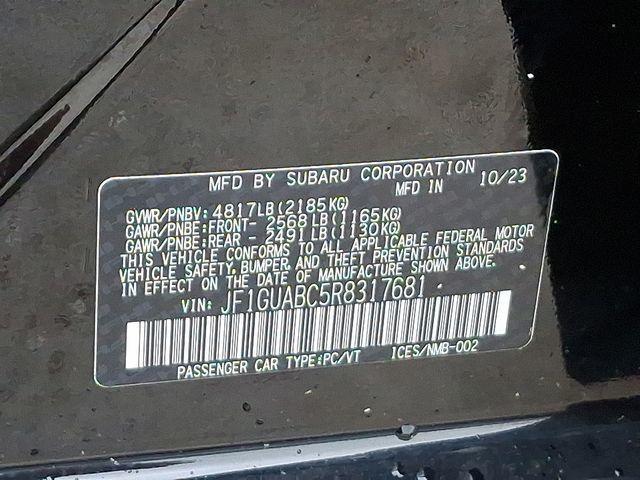 MFD BY SUBARU CORPORATION
MFD IN 10/23
GVWR/PNBV: 4817LB(2185KG)
GAWR/PNBE:FRONT- 2568LB(1165KG)
GAWR/PNBE:REAR - 2491LB(1130KG)
THIS VEHICLE CONFORMS TO ALL APPLICABLE FEDERAL MOTOR
VEHICLE SAFETY, BUMPER, AND THEFT PREVENTION STANDARDS
IN EFFECT ON THE DATE OF MANUFACTURE SHOWN ABOVE.
VIN: JF1GUABC5R8317681
PASSENGER CAR TYPE:PC/VT ICES/NMB-002